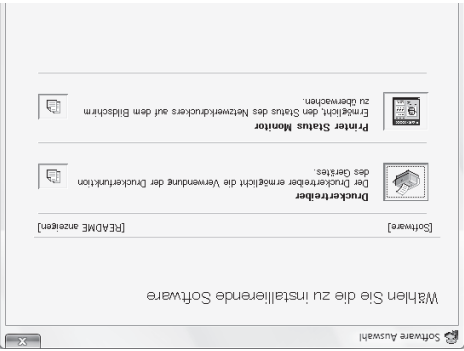 Software Auswahl
X
Wählen Sie die zu installierende Software
[Software]
[README anzeigen]
Druckertreiber
Der Druckertreiber ermöglicht die Verwendung der Druckerfunktion
des Gerätes.
Printer Status Monitor
Ermöglicht, den Status des Netzwerkdruckers auf dem Bildschirm
zu überwachen.